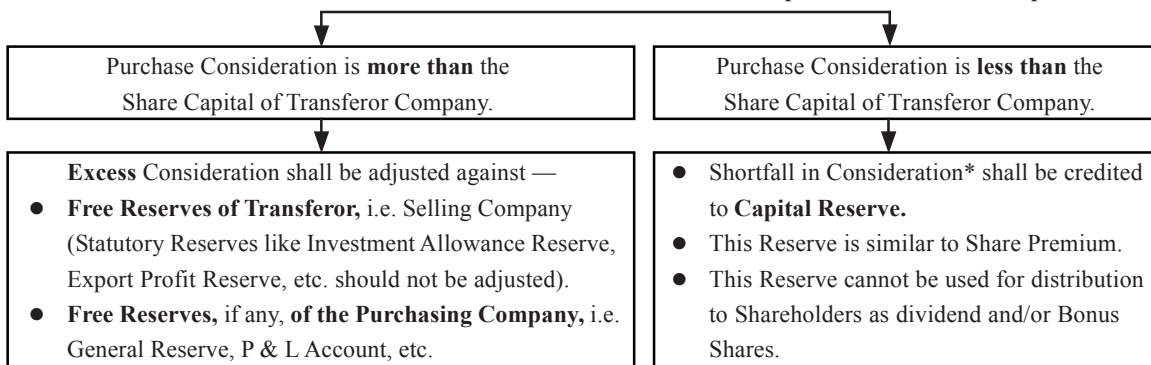 Purchase Consideration is more than the
Share Capital of Transferor Company.
Purchase Consideration is less than the
Share Capital of Transferor Company.
Excess Consideration shall be adjusted against —
● Free Reserves of Transferor, i.e. Selling Company
(Statutory Reserves like Investment Allowance Reserve,
Export Profit Reserve, etc. should not be adjusted).
● Free Reserves, if any, of the Purchasing Company, i.e.
General Reserve, P & L Account, etc.
● Shortfall in Consideration* shall be credited
to Capital Reserve.
● This Reserve is similar to Share Premium.
● This Reserve cannot be used for distribution
to Shareholders as dividend and/or Bonus
Shares.